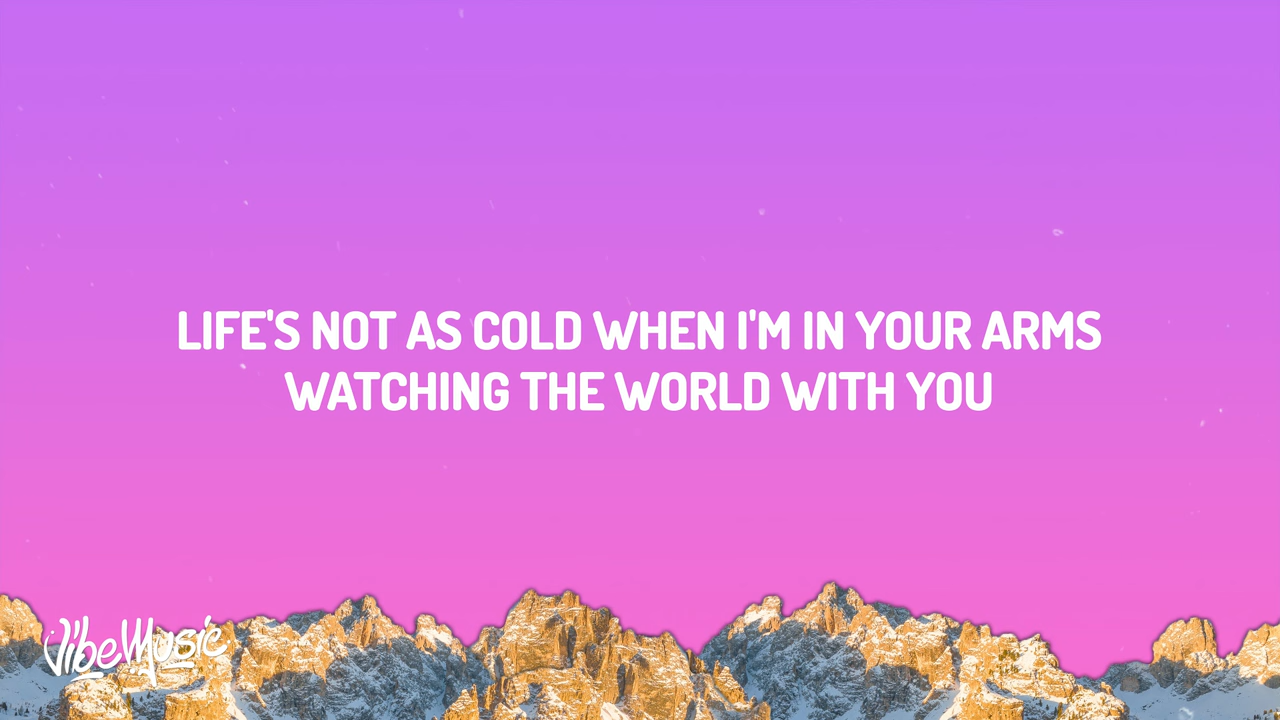 LIFE'S NOT AS COLD WHEN I'M IN YOUR ARMS
WATCHING THE WORLD WITH YOU
VibeMusic